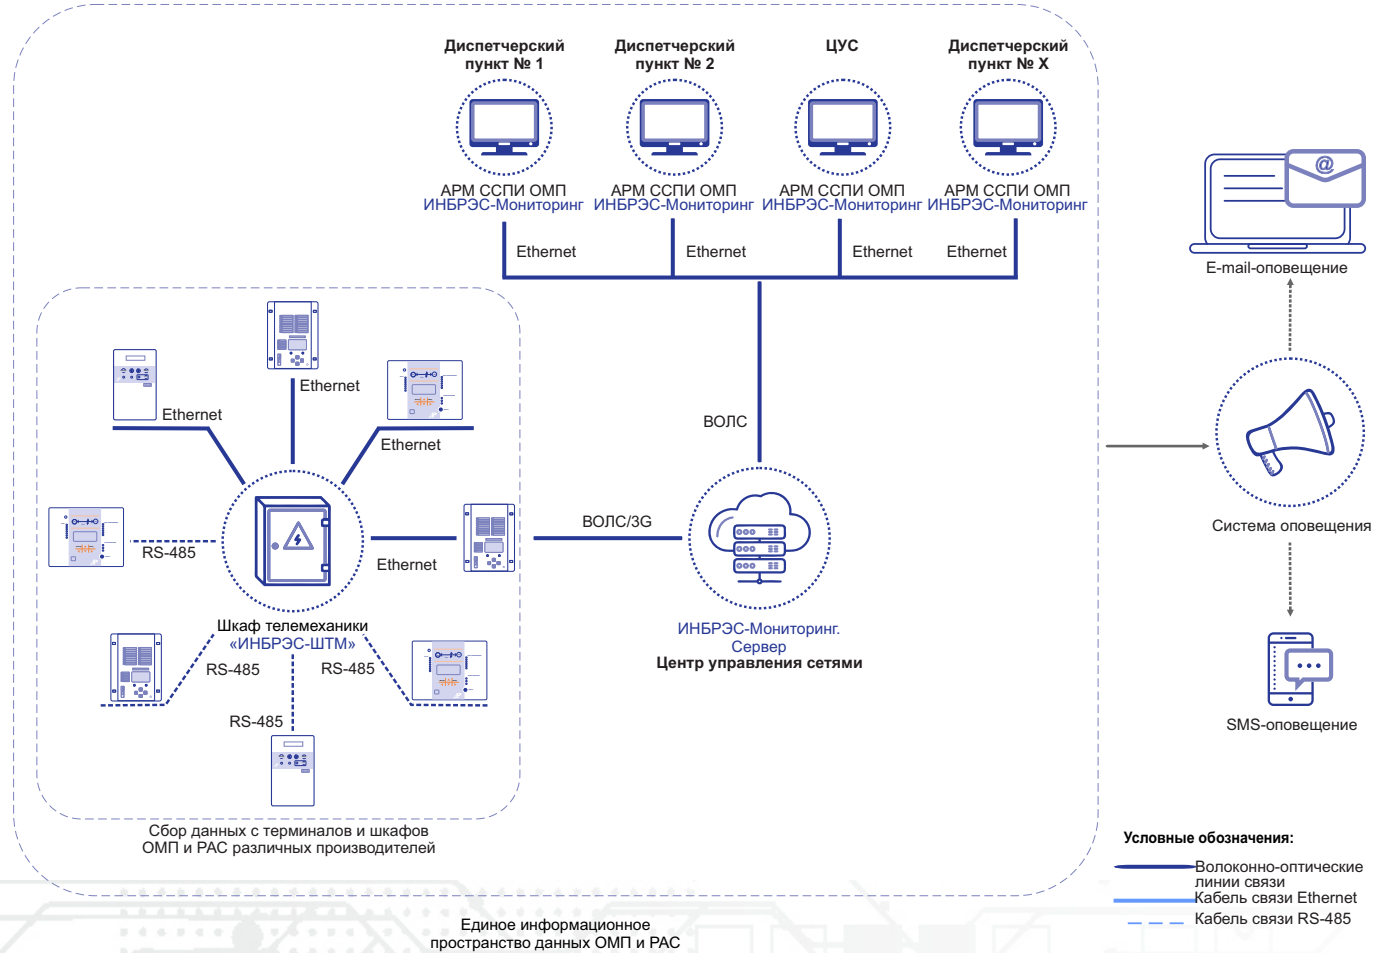 Диспетчерский
пункт № 1
Диспетчерский
пункт № 2
ЦУС
Диспетчерский
пункт № X
АРМ ССПИ ОМП
ИНБРЭС-Мониторинг
АРМ ССПИ ОМП
ИНБРЭС-Мониторинг
АРМ ССПИ ОМП
ИНБРЭС-Мониторинг
АРМ ССПИ ОМП
ИНБРЭС-Мониторинг
Ethernet
Ethernet
Ethernet
Ethernet
@
E-mail-оповещение
Ethernet
Ethernet
Ethernet
ВОЛС
ВОЛС/3G
RS-485
Ethernet
Система оповещения
Шкаф телемеханики
«ИНБРЭС-ШТМ»
RS-485
RS-485
RS-485
ИНБРЭС-Мониторинг.
Сервер
Центр управления сетями
SMS-оповещение
Сбор данных с терминалов и шкафов
ОМП и РАС различных производителей
Условные обозначения:
Волоконно-оптические
линии связи
Кабель связи Ethernet
Кабель связи RS-485
Единое информационное
пространство данных ОМП и РАС